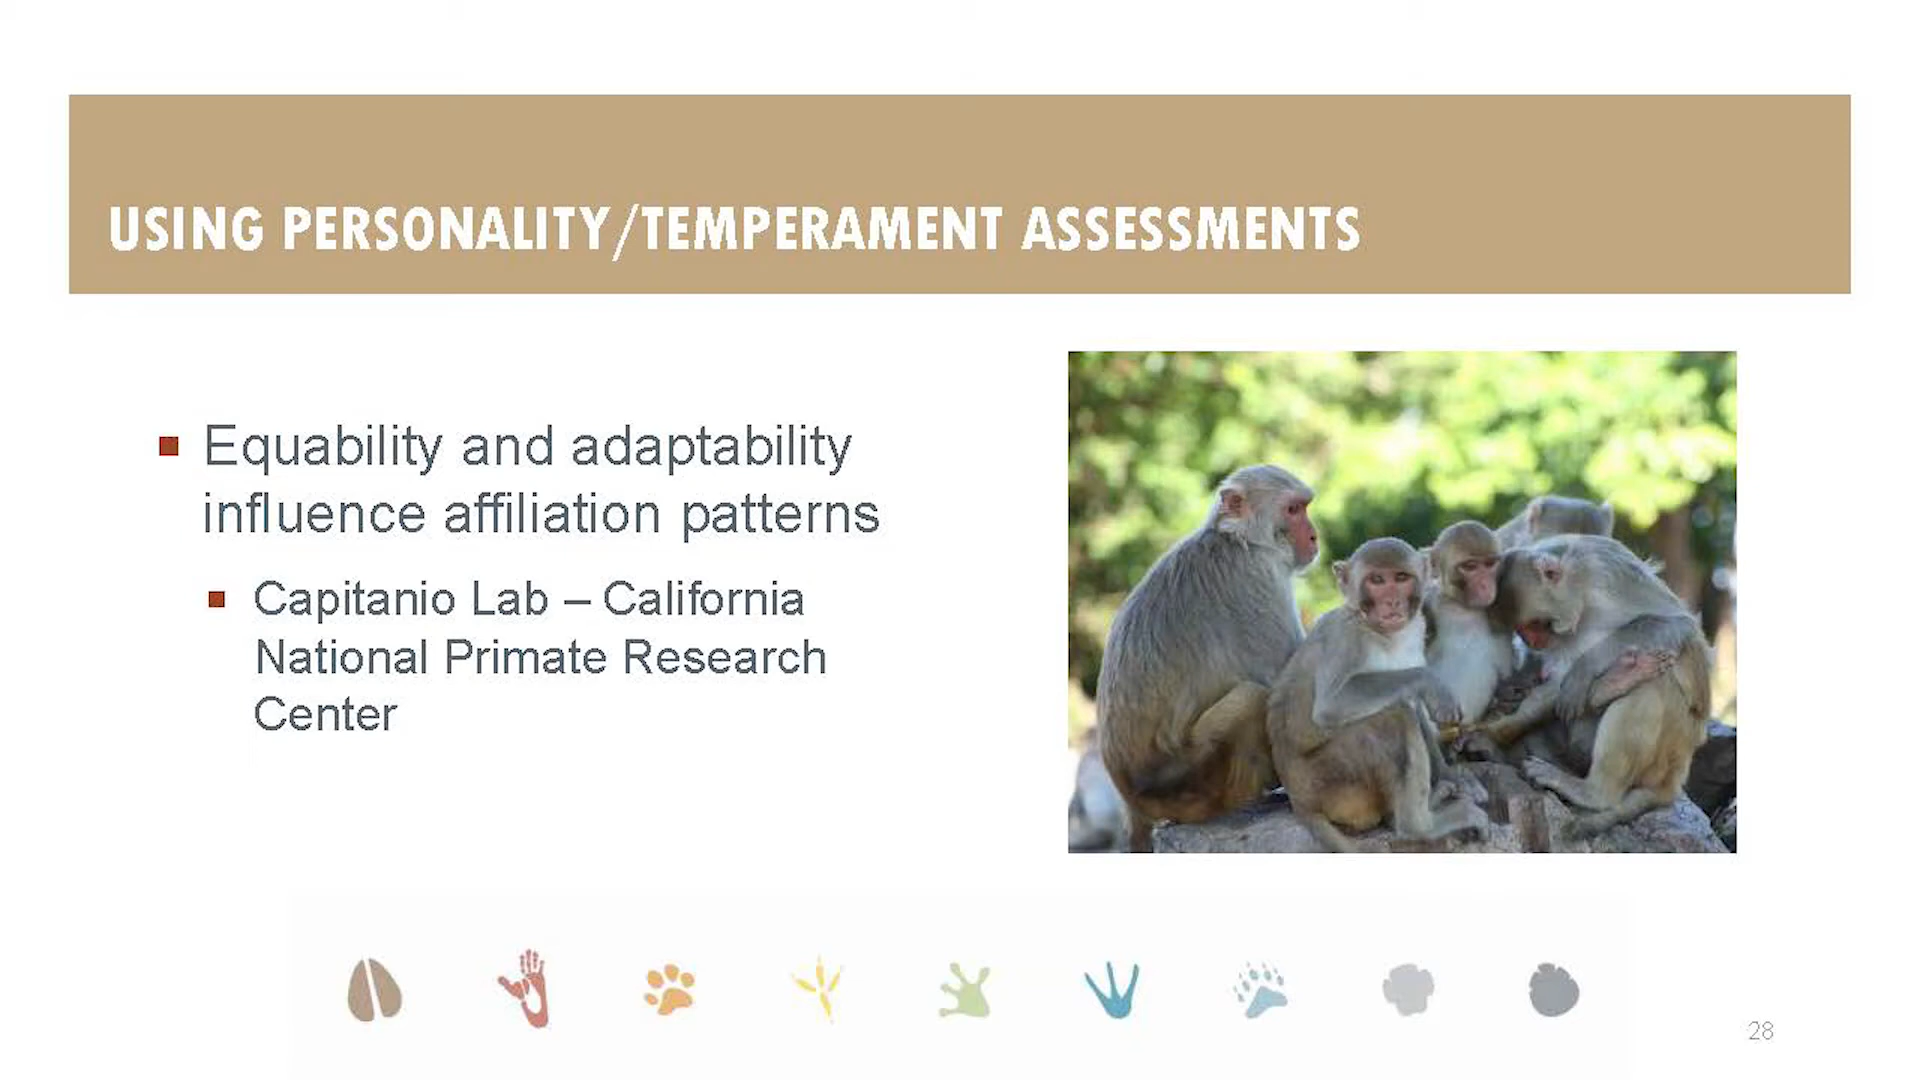 USING PERSONALITY/TEMPERAMENT ASSESSMENTS
Equability and adaptability
influence affiliation patterns
Capitanio Lab – California
National Primate Research
Center
28